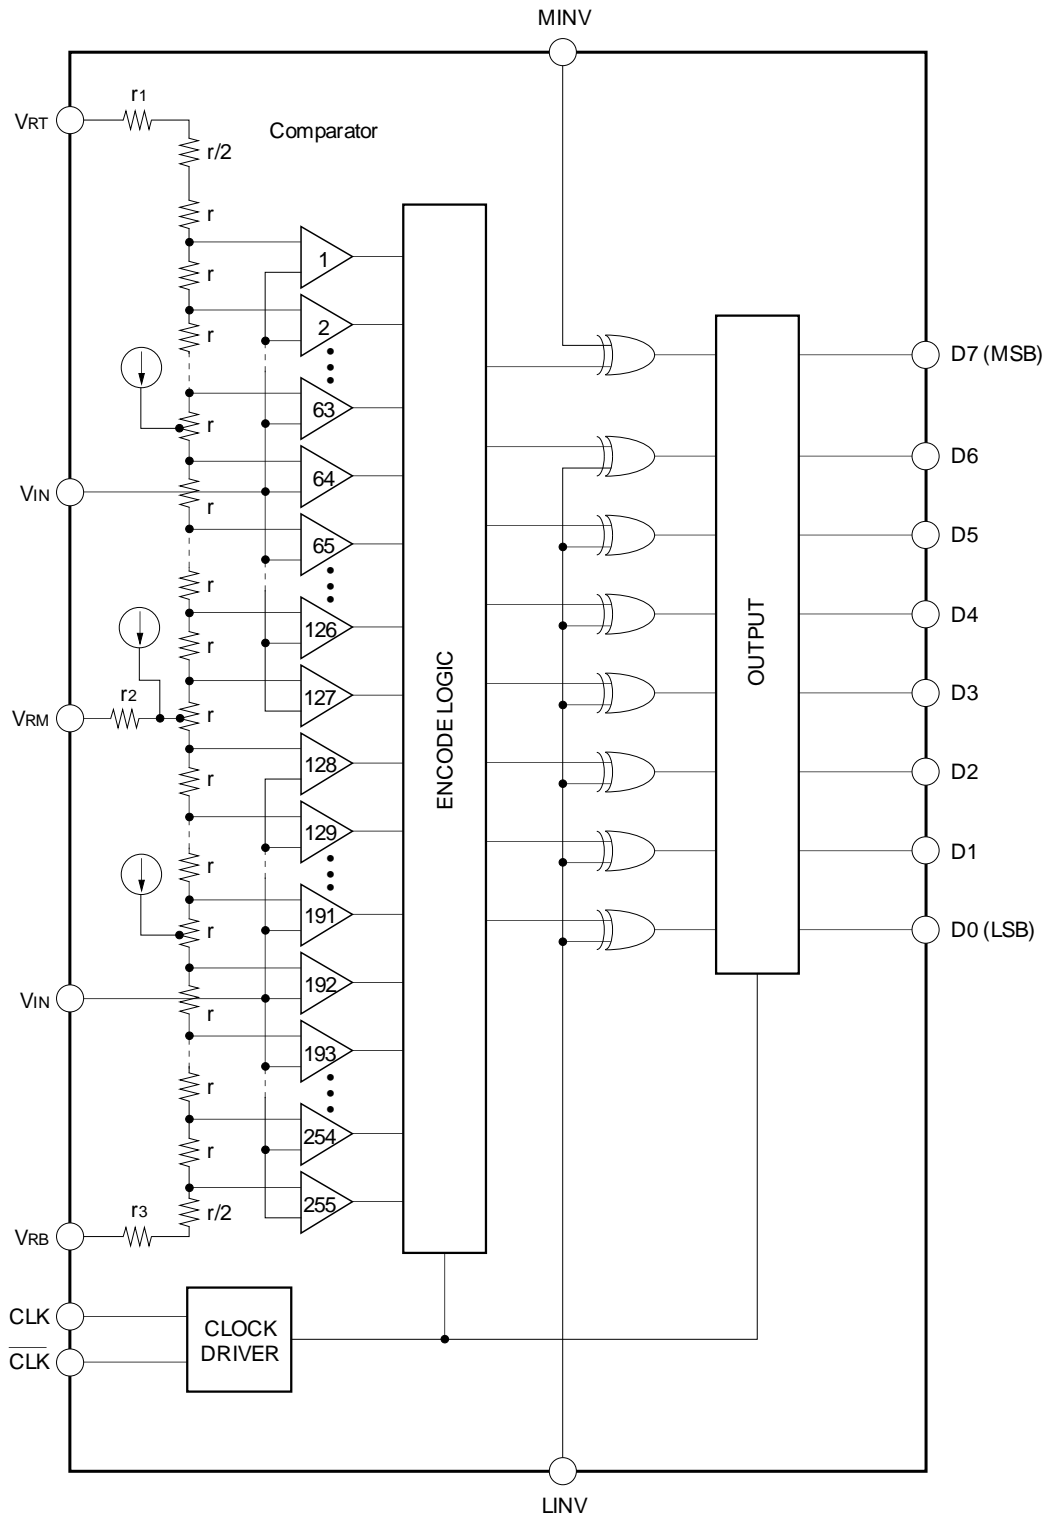 MINV
VRT
r1
Comparator
r/2
r
1
r
2
r
63
r
D7 (MSB)
64
D6
VIN
r
65
D5
r
126
D4
r
OUTPUT
ENCODE LOGIC
127
D3
VRM
r2
r
128
D2
r
129
D1
r
191
D0 (LSB)
r
192
VIN
r
193
r
254
r
255
r/2
r3
VRB
CLK
CLOCK
DRIVER
CLK
LINV